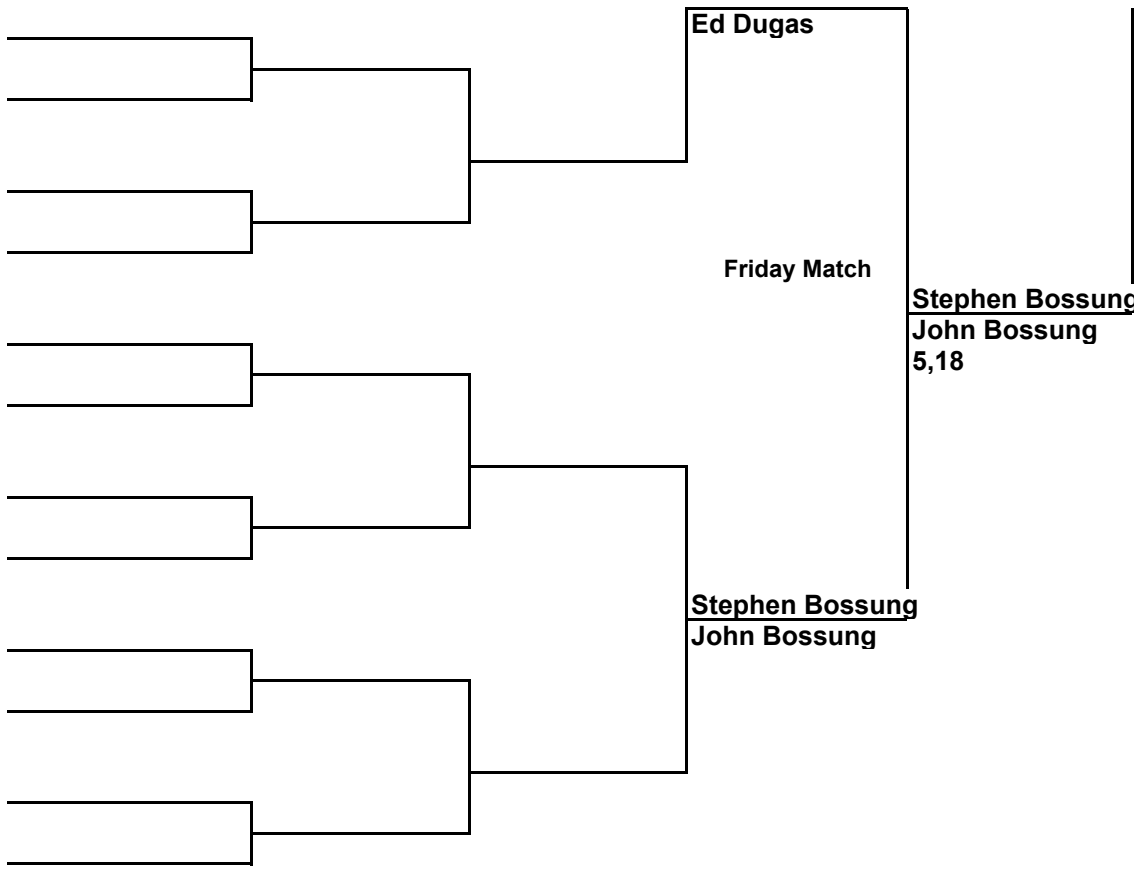 Ed Dugas
Friday Match
Stephen Bossung
John Bossung
5,18
Stephen Bossung
John Bossung